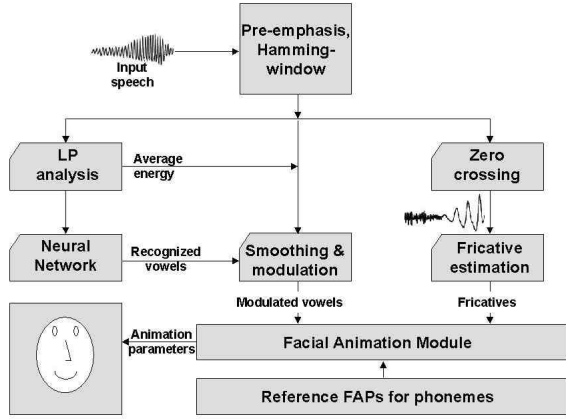 Pre-emphasis,
Hamming-
window
Input
speech
LP
analysis
Average
energy
Zero
crossing
Neural
Network
Recognized
vowels
Smoothing &
modulation
Fricative
estimation
Modulated vowels
Fricatives
Animation
parameters
Facial Animation Module
Reference FAPs for phonemes